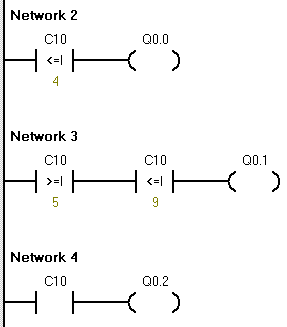 Network 2
C10 Q0.0
<=I
4
Network 3
C10 C10 Q0.1
>=I <=I
5 9
Network 4
C10 Q0.2